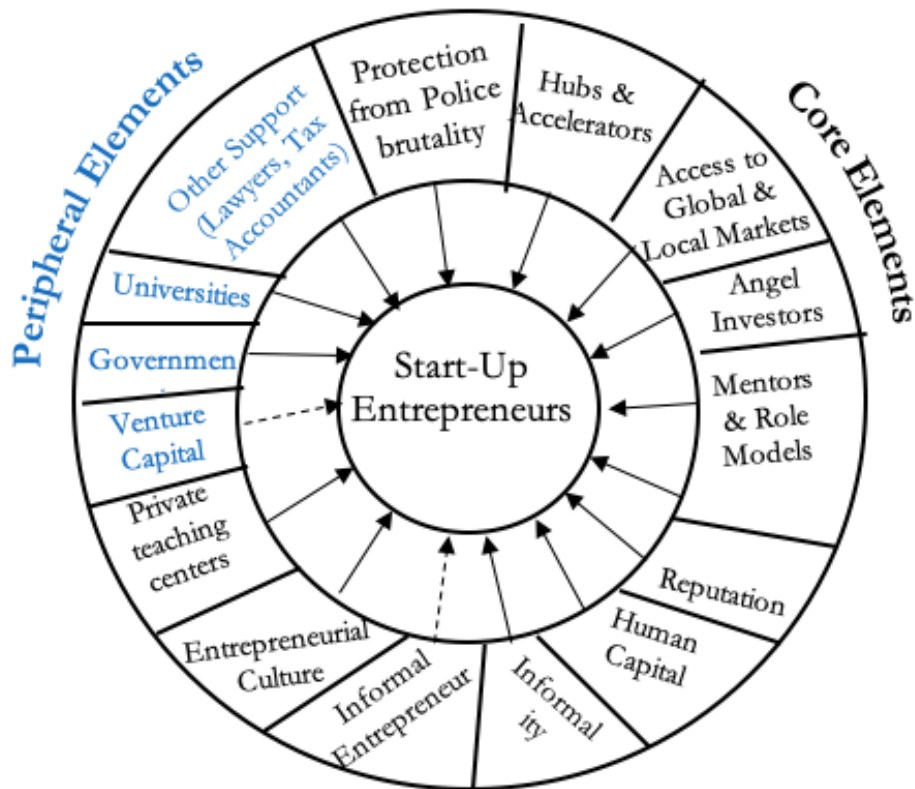 Peripheral Elements
Core Elements
Other Support
(Lawyers, Tax
Accountants)
Protection
from Police
brutality
Hubs &
Accelerators
Access to
Global &
Local Markets
Angel
Investors
Mentors
& Role
Models
Reputation
Human
Capital
Informal
ity
Informal
Entrepreneur
Entrepreneurial
Culture
Private
teaching
centers
Venture
Capital
Governmen
Universities
Start-Up
Entrepreneurs